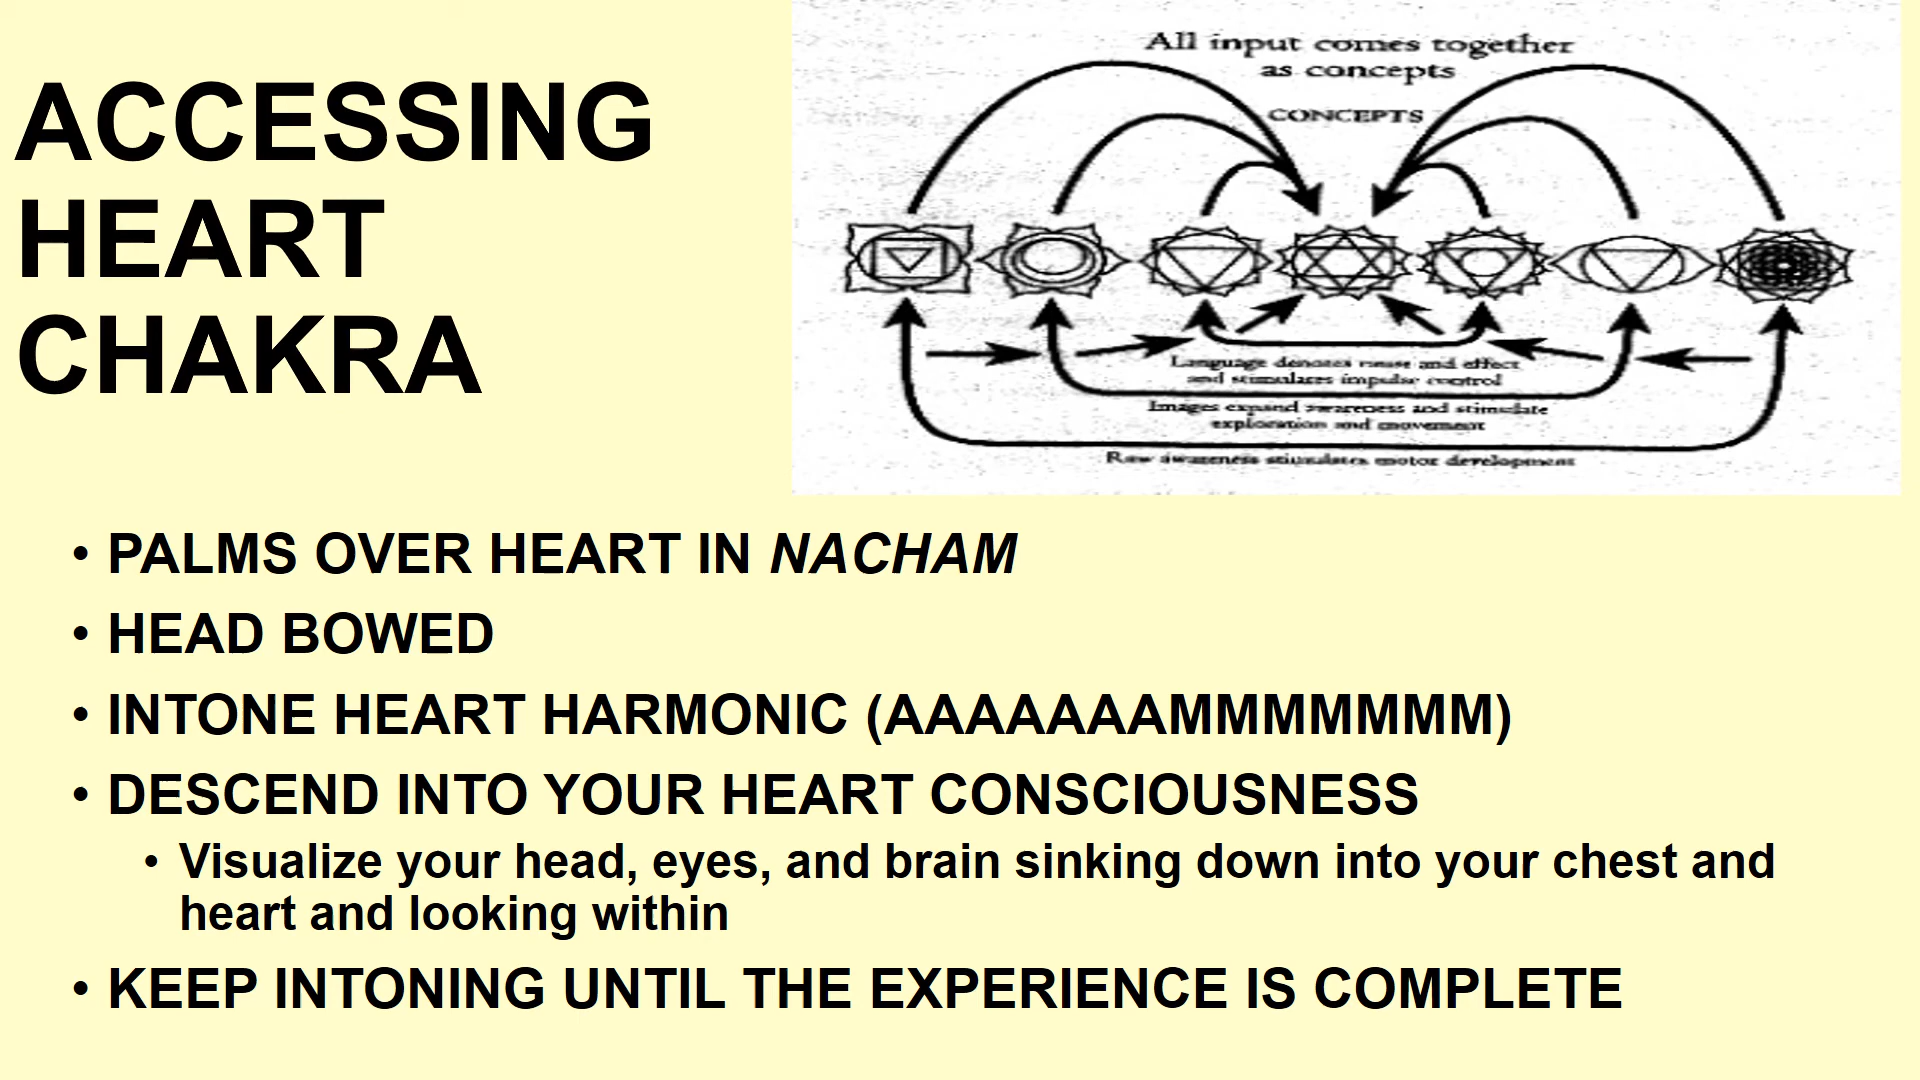 ACCESSING
HEART
CHAKRA
All input comes together
as concepts
CONCEPTS
Language denotes cause and effect
and stimulates impulse control
Images expand awareness and stimulate
exploration and movement
Raw awareness stimulates motor development
• PALMS OVER HEART IN NACHAM
• HEAD BOWED
• INTONE HEART HARMONIC (AAAAAAAMMMMMMM)
• DESCEND INTO YOUR HEART CONSCIOUSNESS
• Visualize your head, eyes, and brain sinking down into your chest and
heart and looking within
• KEEP INTONING UNTIL THE EXPERIENCE IS COMPLETE